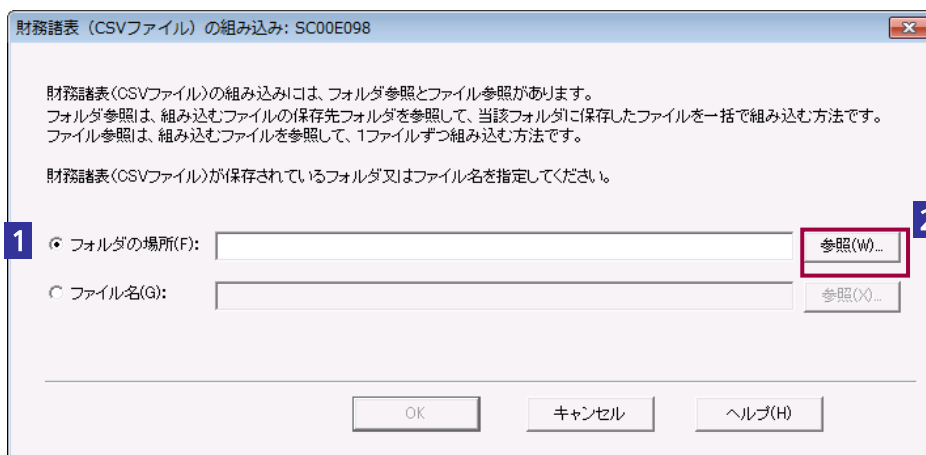 財務諸表（CSVファイル）の組み込み: SC00E098
財務諸表(CSVファイル)の組み込みには、フォルダ参照とファイル参照があります。
フォルダ参照は、組み込むファイルの保存先フォルダを参照して、当該フォルダに保存したファイルを一括で組み込む方法です。
ファイル参照は、組み込むファイルを参照して、1ファイルずつ組み込む方法です。
財務諸表(CSVファイル)が保存されているフォルダ又はファイル名を指定してください。
2
1 フォルダの場所(F): 参照(W)...
ファイル名(G): 参照(X)...
OK キャンセル ヘルプ(H)